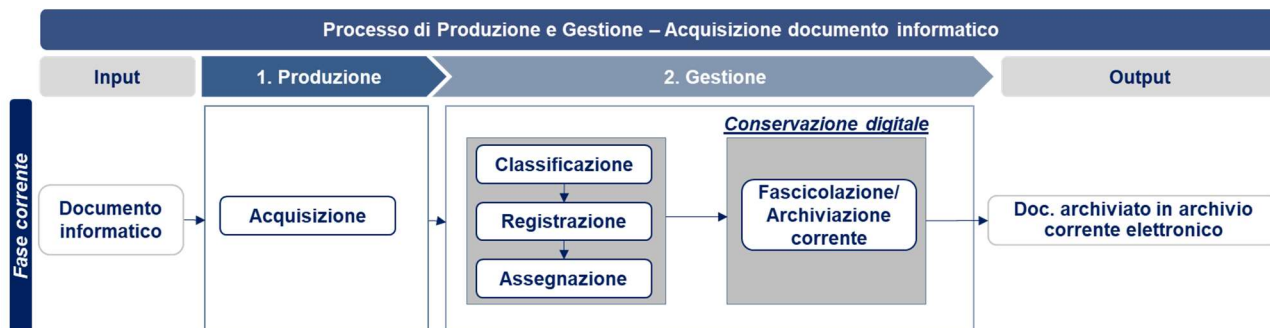 Processo di Produzione e Gestione – Acquisizione documento informatico
Input
1. Produzione
2. Gestione
Output
Fase corrente
Documento
informatico
Acquisizione
Classificazione
Registrazione
Assegnazione
Conservazione digitale
Fascicolazione/
Archiviazione
corrente
Doc. archiviato in archivio
corrente elettronico